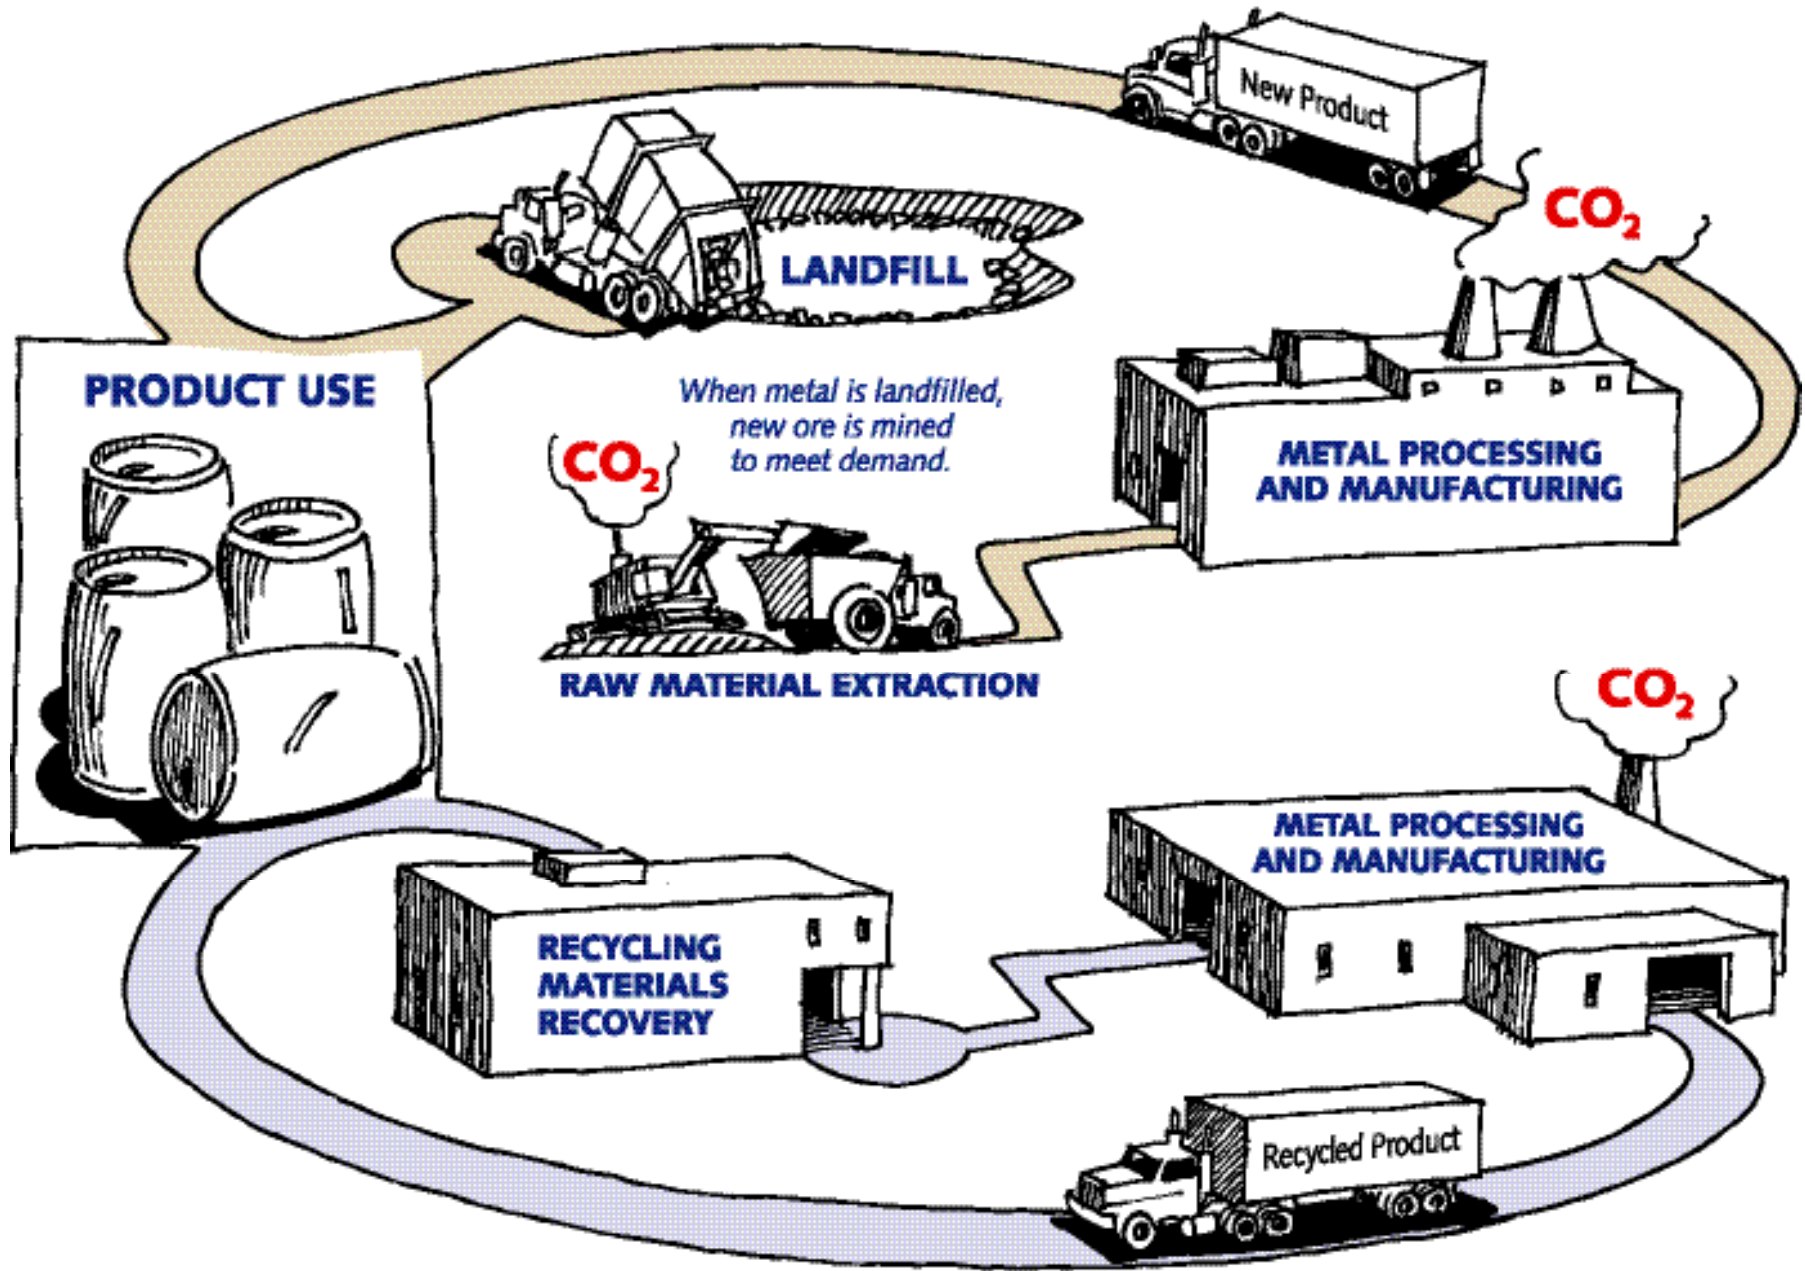 New Product
CO₂
LANDFILL
PRODUCT USE
When metal is landfilled,
new ore is mined
to meet demand.
CO₂
METAL PROCESSING
AND MANUFACTURING
RAW MATERIAL EXTRACTION
CO₂
METAL PROCESSING
AND MANUFACTURING
RECYCLING
MATERIALS
RECOVERY
Recycled Product